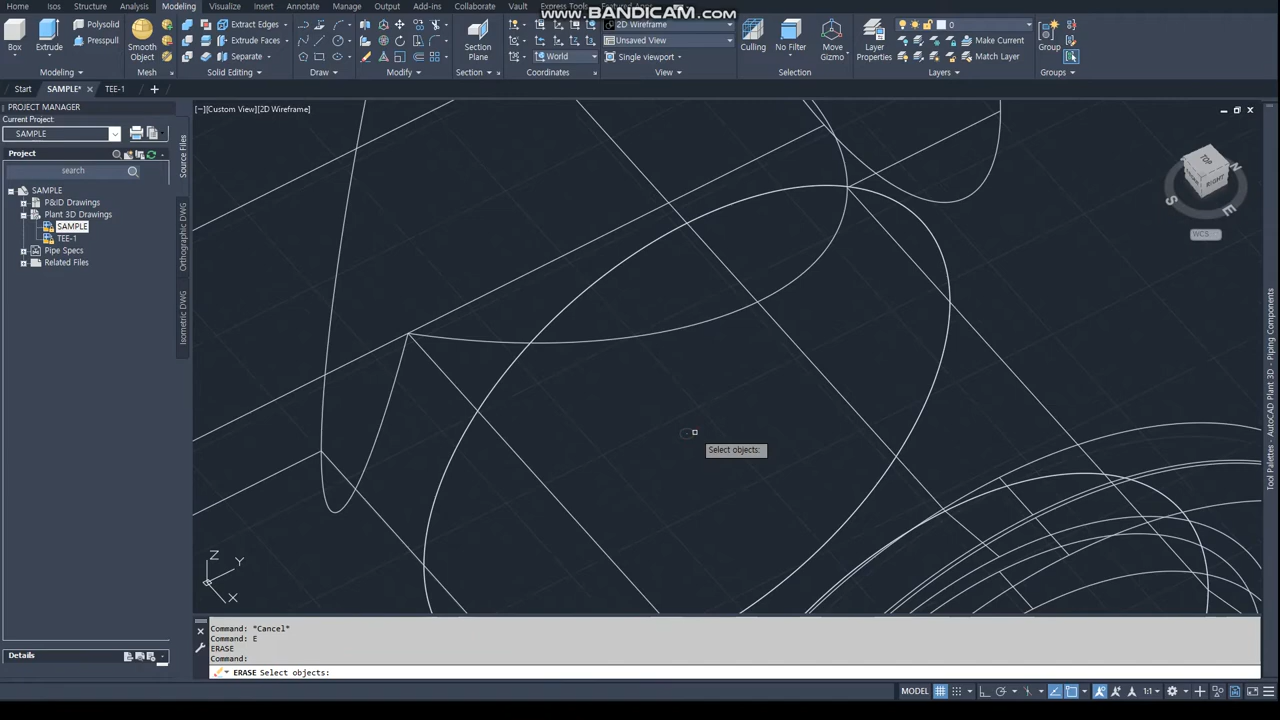 Home Isos Structure Analysis Modeling Visualize Insert Annotate Manage Output Collaborate Vault Express Tools
www.BANDICAM.com
Box
Extrude
Polysolid
Presspull
Modeling
Smooth Object
Mesh
Extract Edges
Extrude Faces
Separate
Solid Editing
Draw
Modify
Section Plane
Section
World
Coordinates
2D Wireframe
Unsaved View
Single viewport
View
Culling
No Filter
Move Gizmo
Selection
Layer Properties
0
Make Current
Match Layer
Layers
Group
Groups
Start SAMPLE* TEE-1
PROJECT MANAGER
Current Project:
SAMPLE
Project
search
SAMPLE
P&ID Drawings
Plant 3D Drawings
SAMPLE
TEE-1
Pipe Specs
Related Files
Details
Source Files
Orthographic DWG
Isometric DWG
[−][Custom View][2D Wireframe]
TOP
RIGHT
N
S
E
WCS
Select objects:
Z
Y
X
Tool Palettes - AutoCAD Plant 3D - Piping Components
Command: *Cancel*
Command: E
ERASE
Command:
ERASE Select objects:
MODEL
1:1